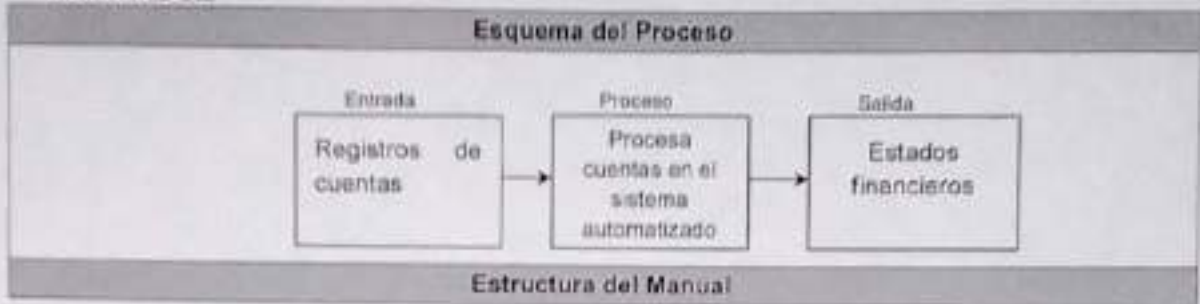 Esquema del Proceso
Entrada
Proceso
Salida
Registros de
cuentas
Procesa
cuentas en el
sistema
automatizado
Estados
financieros
Estructura del Manual